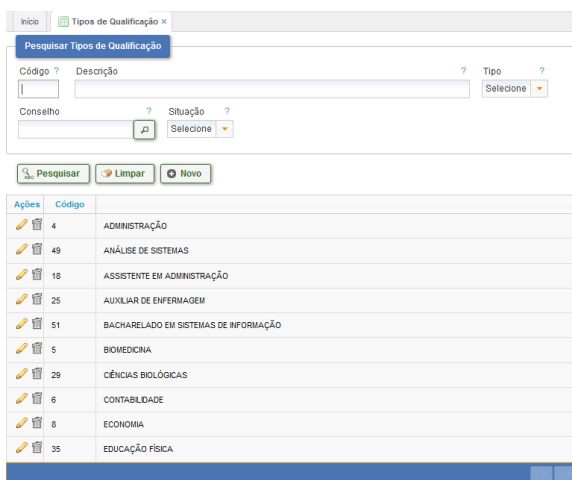 Início Tipos de Qualificação ×
Pesquisar Tipos de Qualificação
Código ? Descrição ? Tipo ?
Selecione
Conselho ? Situação ?
Selecione
Pesquisar Limpar Novo
Ações Código
4 ADMINISTRAÇÃO
49 ANÁLISE DE SISTEMAS
18 ASSISTENTE EM ADMINISTRAÇÃO
25 AUXILIAR DE ENFERMAGEM
51 BACHARELADO EM SISTEMAS DE INFORMAÇÃO
5 BIOMEDICINA
29 CIÊNCIAS BIOLÓGICAS
6 CONTABILIDADE
8 ECONOMIA
35 EDUCAÇÃO FÍSICA